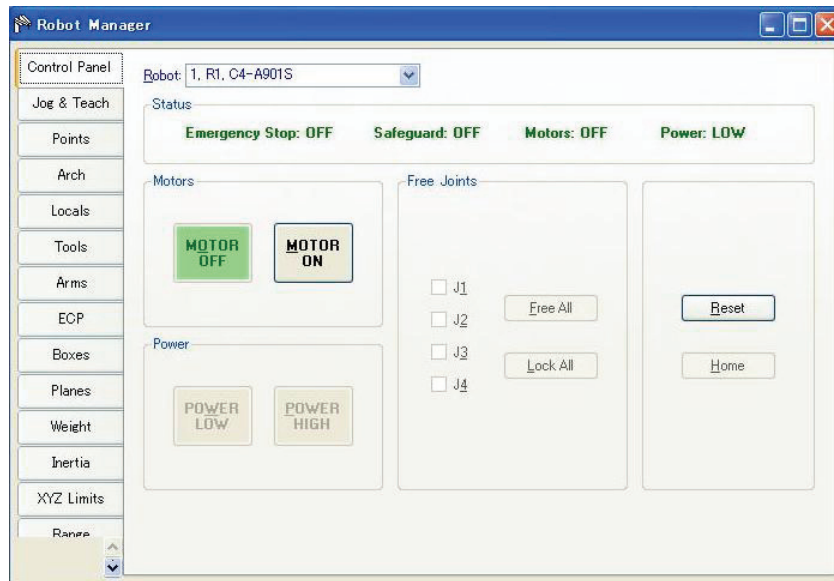 Robot Manager
Control Panel
Jog & Teach
Points
Arch
Locals
Tools
Arms
ECP
Boxes
Planes
Weight
Inertia
XYZ Limits
Range
Robot: 1, R1, C4-A901S
Status
Emergency Stop: OFF Safeguard: OFF Motors: OFF Power: LOW
Motors
MOTOR OFF
MOTOR ON
Power
POWER LOW
POWER HIGH
Free Joints
J1
J2
J3
J4
Free All
Lock All
Reset
Home